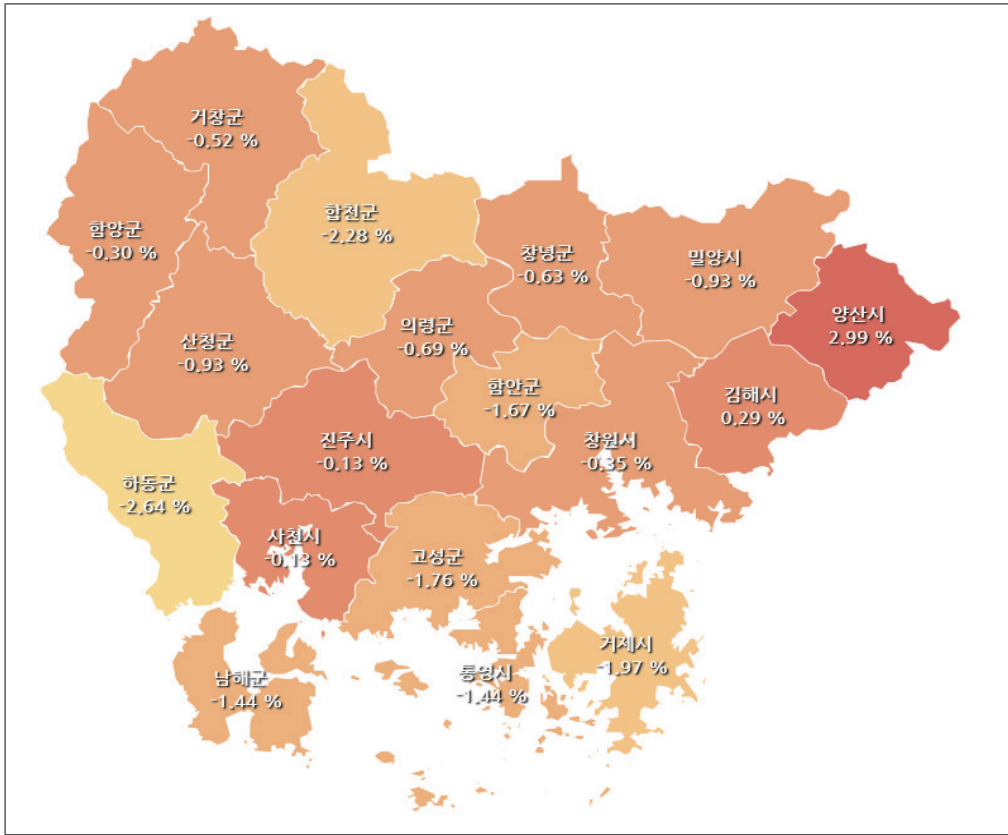 거창군
-0.52 %
합천군
-2.28 %
함양군
-0.30 %
창녕군
-0.63 %
밀양시
-0.93 %
양산시
2.99 %
산청군
-0.93 %
의령군
-0.69 %
함안군
-1.67 %
김해시
0.29 %
진주시
-0.13 %
창원시
-0.35 %
하동군
-2.64 %
사천시
-0.13 %
고성군
-1.76 %
거제시
-1.97 %
남해군
-1.44 %
통영시
-1.44 %